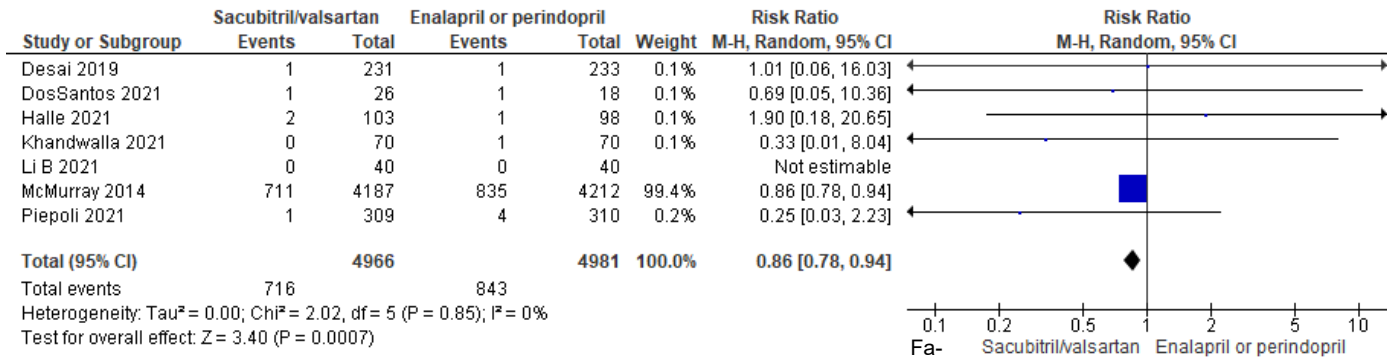 Sacubitril/valsartan Enalapril or perindopril Risk Ratio Risk Ratio
Study or Subgroup Events Total Events Total Weight M-H, Random, 95% CI M-H, Random, 95% CI
Desai 2019 1 231 1 233 0.1% 1.01 [0.06, 16.03]
DosSantos 2021 1 26 1 18 0.1% 0.69 [0.05, 10.36]
Halle 2021 2 103 1 98 0.1% 1.90 [0.18, 20.65]
Khandwalla 2021 0 70 1 70 0.1% 0.33 [0.01, 8.04]
Li B 2021 0 40 0 40 Not estimable
McMurray 2014 711 4187 835 4212 99.4% 0.86 [0.78, 0.94]
Piepoli 2021 1 309 4 310 0.2% 0.25 [0.03, 2.23]
Total (95% CI) 4966 4981 100.0% 0.86 [0.78, 0.94]
Total events 716 843
Heterogeneity: Tau² = 0.00; Chi² = 2.02, df = 5 (P = 0.85); I² = 0%
Test for overall effect: Z = 3.40 (P = 0.0007)
0.1 0.2 0.5 1 2 5 10
Fa- Sacubitril/valsartan Enalapril or perindopril